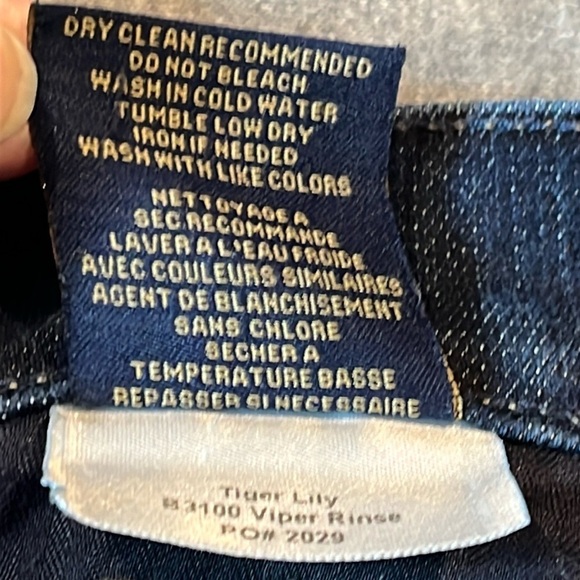 DRY CLEAN RECOMMENDED
DO NOT BLEACH
WASH IN COLD WATER
TUMBLE LOW DRY
IRON IF NEEDED
WASH WITH LIKE COLORS
NETTOYAGE A
SEC RECOMMANDE
LAVER A L'EAU FROIDE
AVEC COULEURS SIMILAIRES
AGENT DE BLANCHISEMENT
SANS CHLORE
SECHER A
TEMPERATURE BASSE
REPASSER SI NECESSAIRE
Tiger Lily
B3100 Viper Rinse
PO# 2029